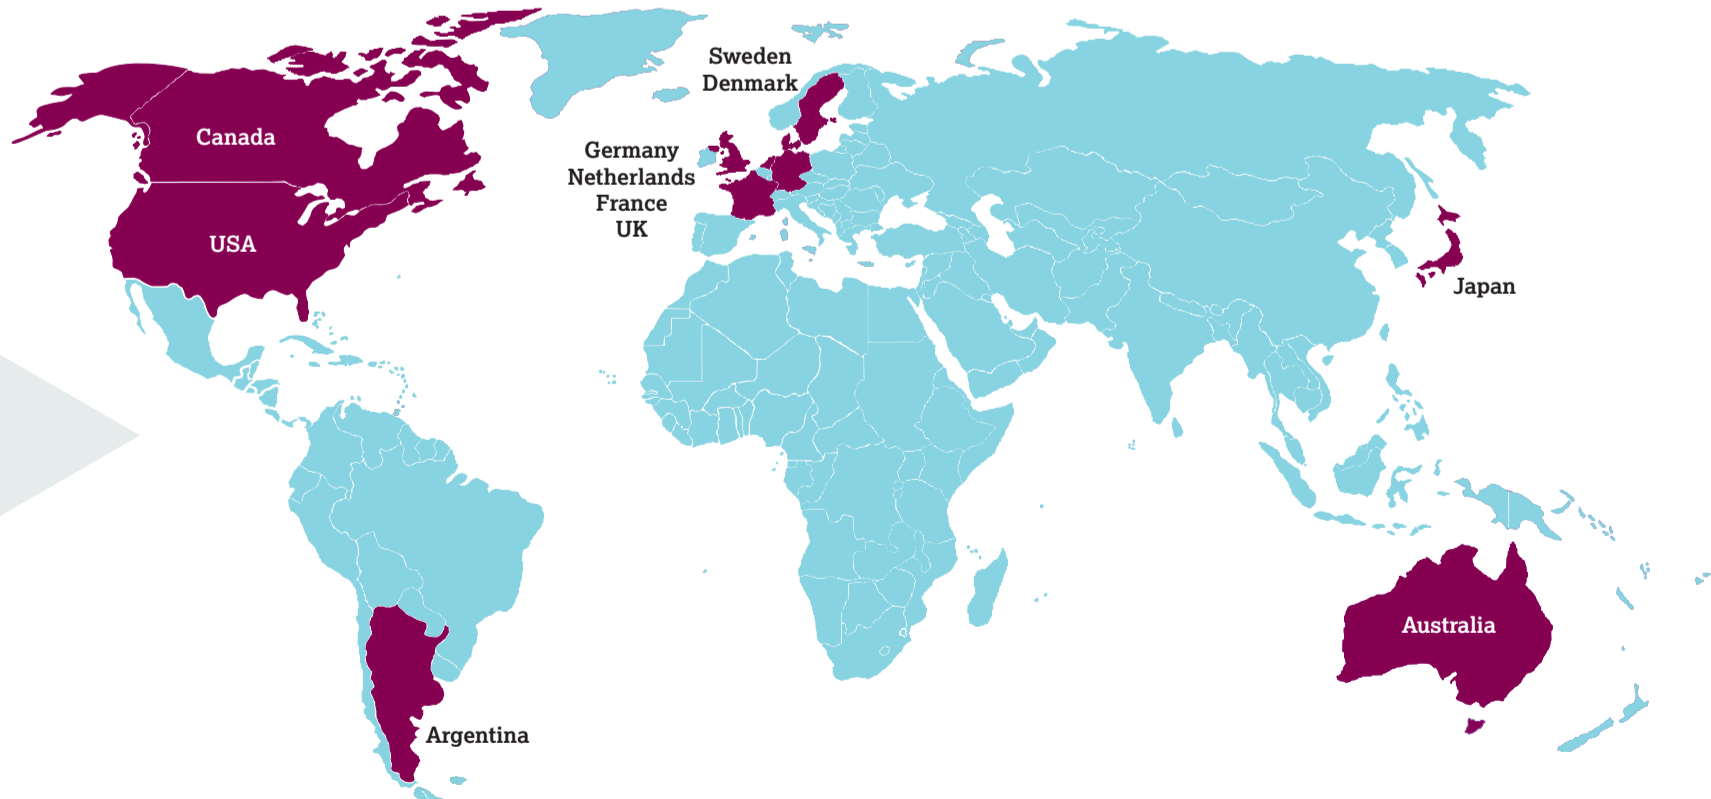 Sweden
Denmark
Canada
Germany
Netherlands
France
UK
USA
Japan
Australia
Argentina